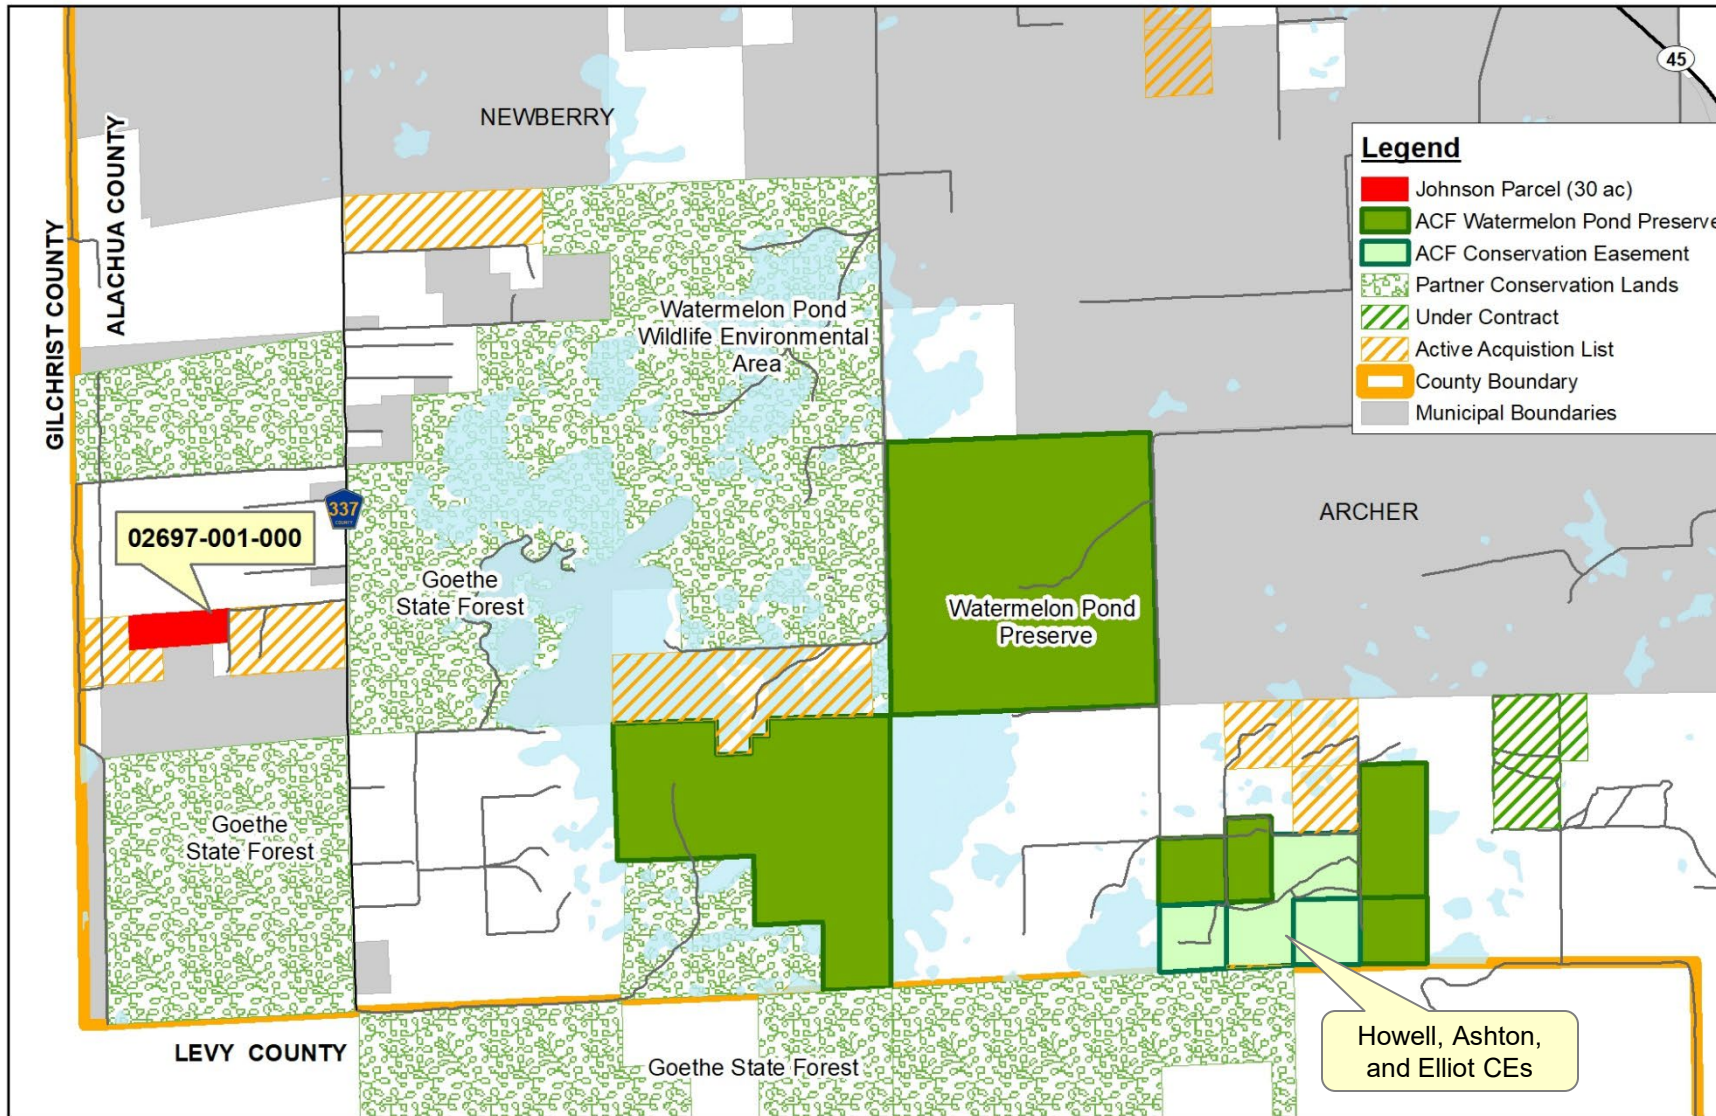 45
NEWBERRY
ALACHUA COUNTY
GILCHRIST COUNTY
Legend
Johnson Parcel (30 ac)
ACF Watermelon Pond Preserve
ACF Conservation Easement
Partner Conservation Lands
Under Contract
Active Acquistion List
County Boundary
Municipal Boundaries
Watermelon Pond
Wildlife Environmental
Area
337
COUNTY
02697-001-000
ARCHER
Goethe
State Forest
Watermelon Pond
Preserve
Goethe
State Forest
LEVY COUNTY
Goethe State Forest
Howell, Ashton,
and Elliot CEs